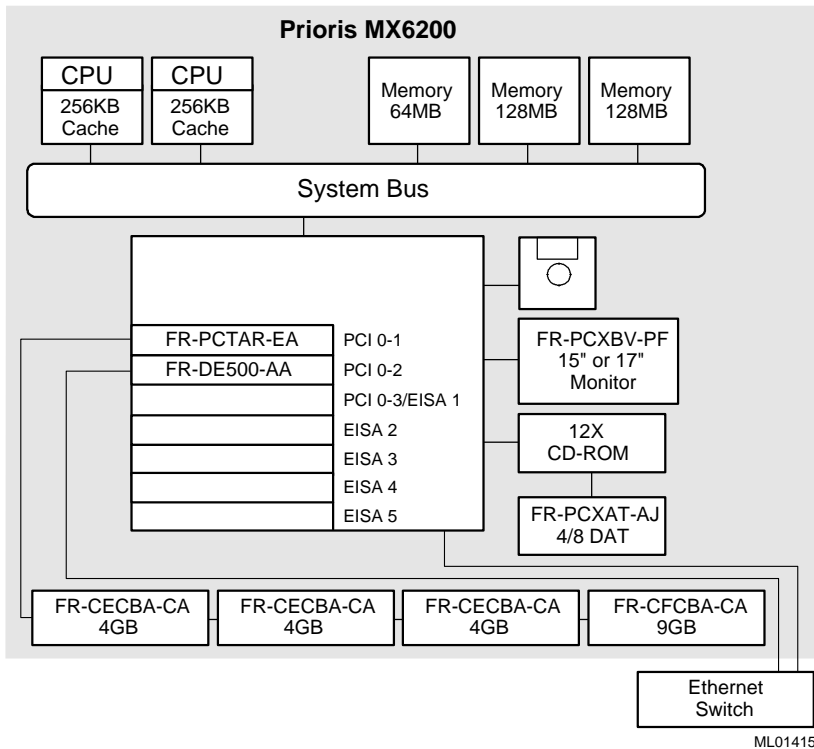 Prioris MX6200
CPU
256KB
Cache
CPU
256KB
Cache
Memory
64MB
Memory
128MB
Memory
128MB
System Bus
FR-PCTAR-EA
PCI 0-1
FR-DE500-AA
PCI 0-2
PCI 0-3/EISA 1
EISA 2
EISA 3
EISA 4
EISA 5
FR-PCXBV-PF
15" or 17"
Monitor
12X
CD-ROM
FR-PCXAT-AJ
4/8 DAT
FR-CECBA-CA
4GB
FR-CECBA-CA
4GB
FR-CECBA-CA
4GB
FR-CFCBA-CA
9GB
Ethernet
Switch
ML01415